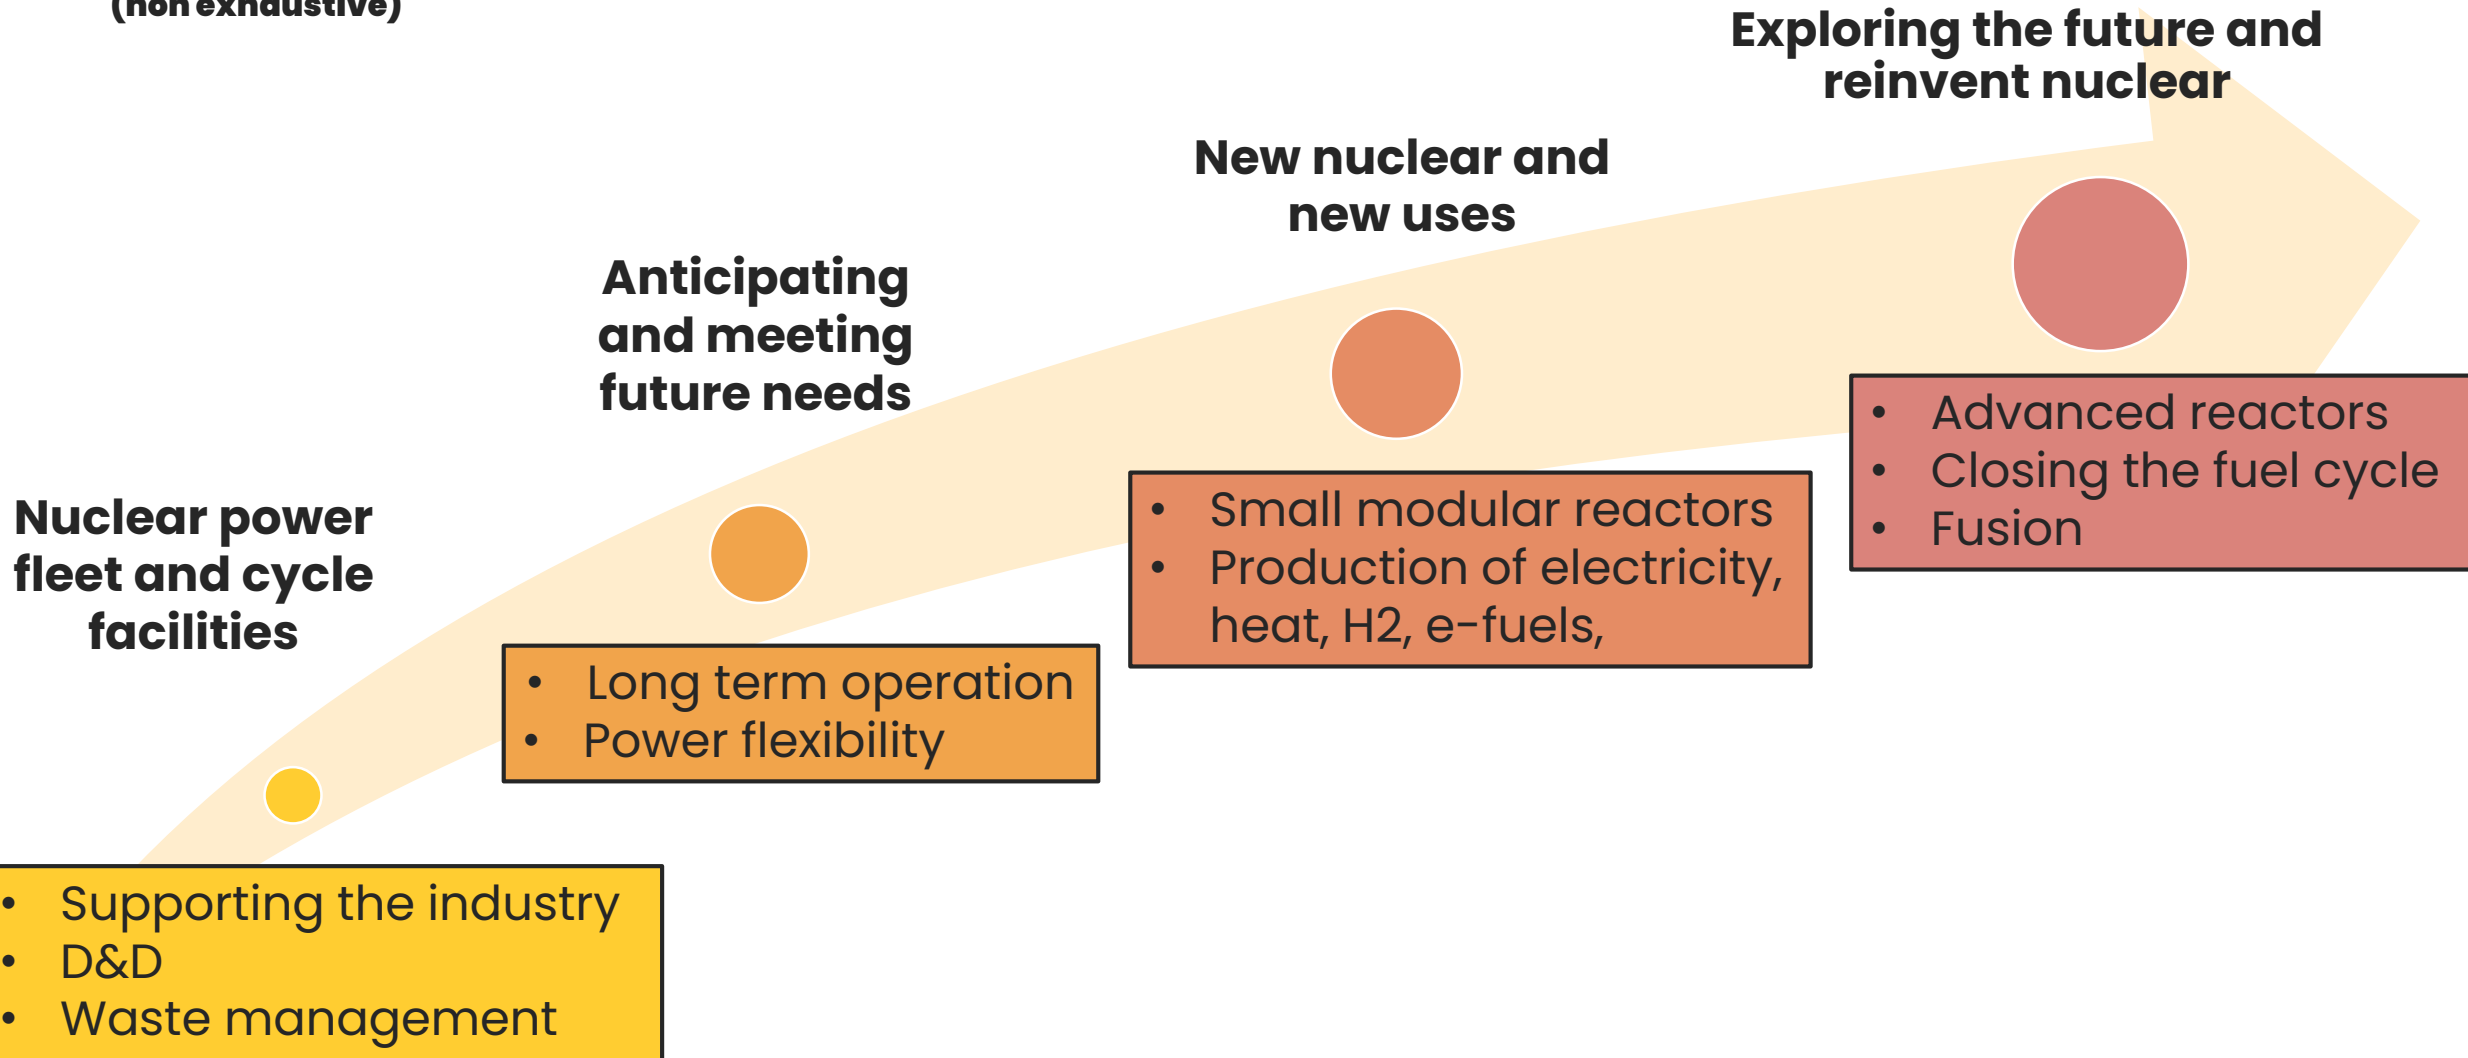 (non exhaustive)
Nuclear power
fleet and cycle
facilities
• Supporting the industry
• D&D
• Waste management
Anticipating
and meeting
future needs
• Long term operation
• Power flexibility
New nuclear and
new uses
• Small modular reactors
• Production of electricity,
heat, H2, e-fuels,
Exploring the future and
reinvent nuclear
• Advanced reactors
• Closing the fuel cycle
• Fusion